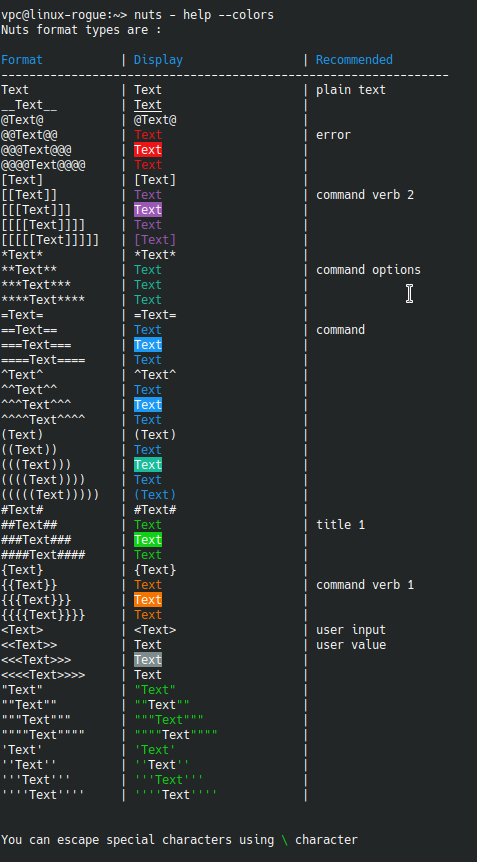 vpc@linux-rogue:~> nuts - help --colors
Nuts format types are :
Format | Display | Recommended
----------------------------------------------------------------
Text | Text | plain text
__Text__ | Text |
@Text@ | @Text@ |
@@Text@@ | Text | error
@@@Text@@@ | Text |
@@@@Text@@@@ | Text |
[Text] | [Text] |
[[Text]] | Text | command verb 2
[[[Text]]] | Text |
[[[[Text]]]] | Text |
[[[[[Text]]]]] | [Text] |
*Text* | *Text* |
**Text** | Text | command options
***Text*** | Text |
****Text**** | Text |
=Text= | =Text= |
==Text== | Text | command
===Text=== | Text |
====Text==== | Text |
^Text^ | ^Text^ |
^^Text^^ | Text |
^^^Text^^^ | Text |
^^^^Text^^^^ | Text |
(Text) | (Text) |
((Text)) | Text |
(((Text))) | Text |
((((Text)))) | Text |
(((((Text))))) | (Text) |
#Text# | #Text# |
##Text## | Text | title 1
###Text### | Text |
####Text#### | Text |
{Text} | {Text} |
{{Text}} | Text | command verb 1
{{{Text}}} | Text |
{{{{Text}}}} | Text |
<Text> | <Text> | user input
<<Text>> | Text | user value
<<<Text>>> | Text |
<<<<Text>>>> | Text |
"Text" | "Text" |
""Text"" | ""Text"" |
"""Text""" | """Text""" |
""""Text"""" | """"Text"""" |
'Text' | 'Text' |
''Text'' | ''Text'' |
'''Text''' | '''Text''' |
''''Text'''' | ''''Text'''' |
You can escape special characters using \ character